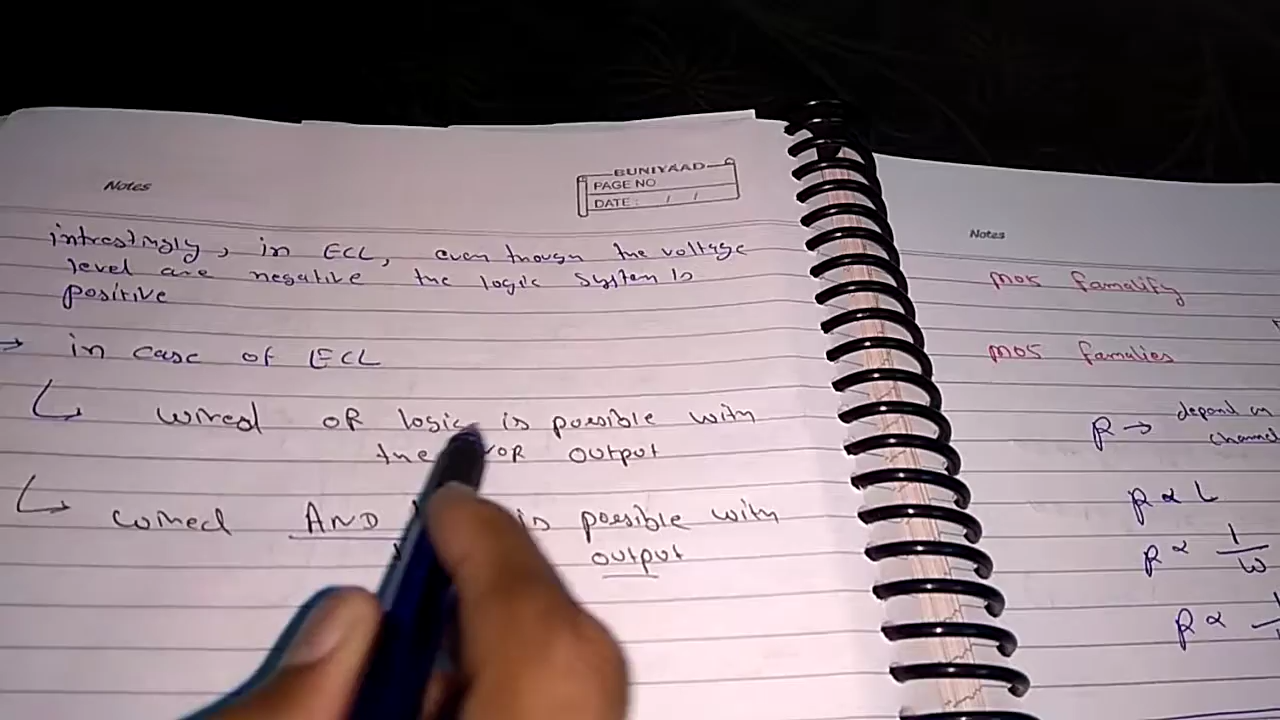 Notes
BUNIYAAD
PAGE NO
DATE : / /
intrestingly, in ECL, even though the voltage
level are negative the logic system is
positive
→ in case of ECL
wired OR logic is possible with
the OR output
wired AND is possible with
output
Notes
MOS famalify
MOS famalies
R → depend on
channel
R ∝ L
R ∝ 1/W
R ∝